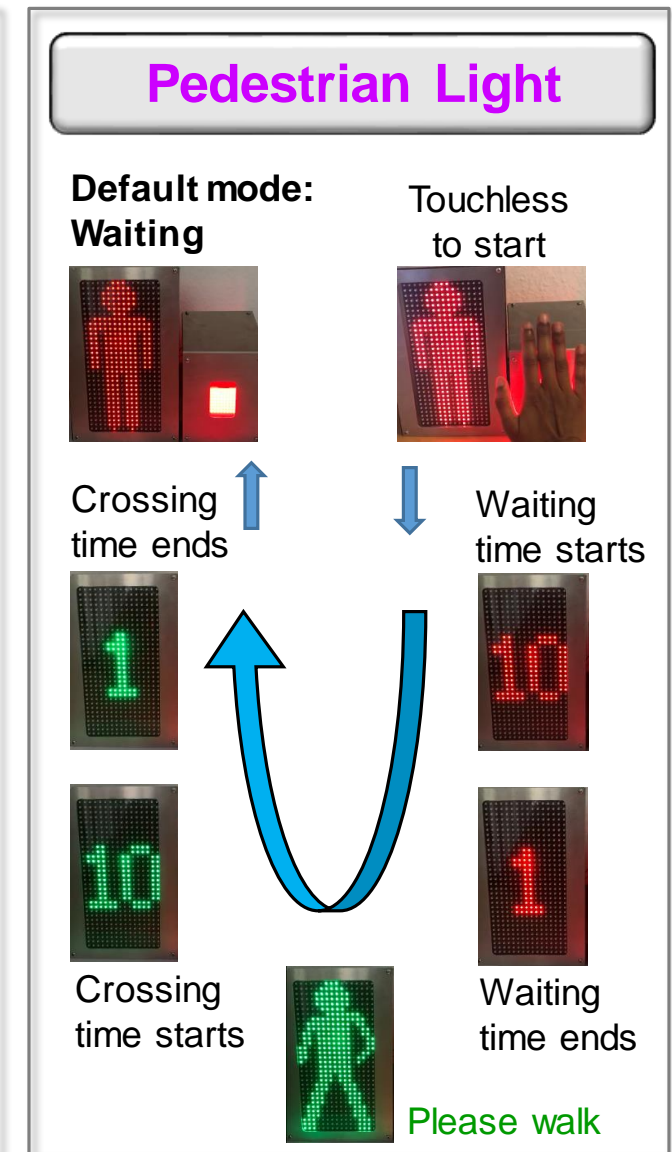 Pedestrian Light
Default mode:
Waiting
Touchless
to start
Crossing
time ends
Waiting
time starts
1
10
10
1
Crossing
time starts
Waiting
time ends
Please walk